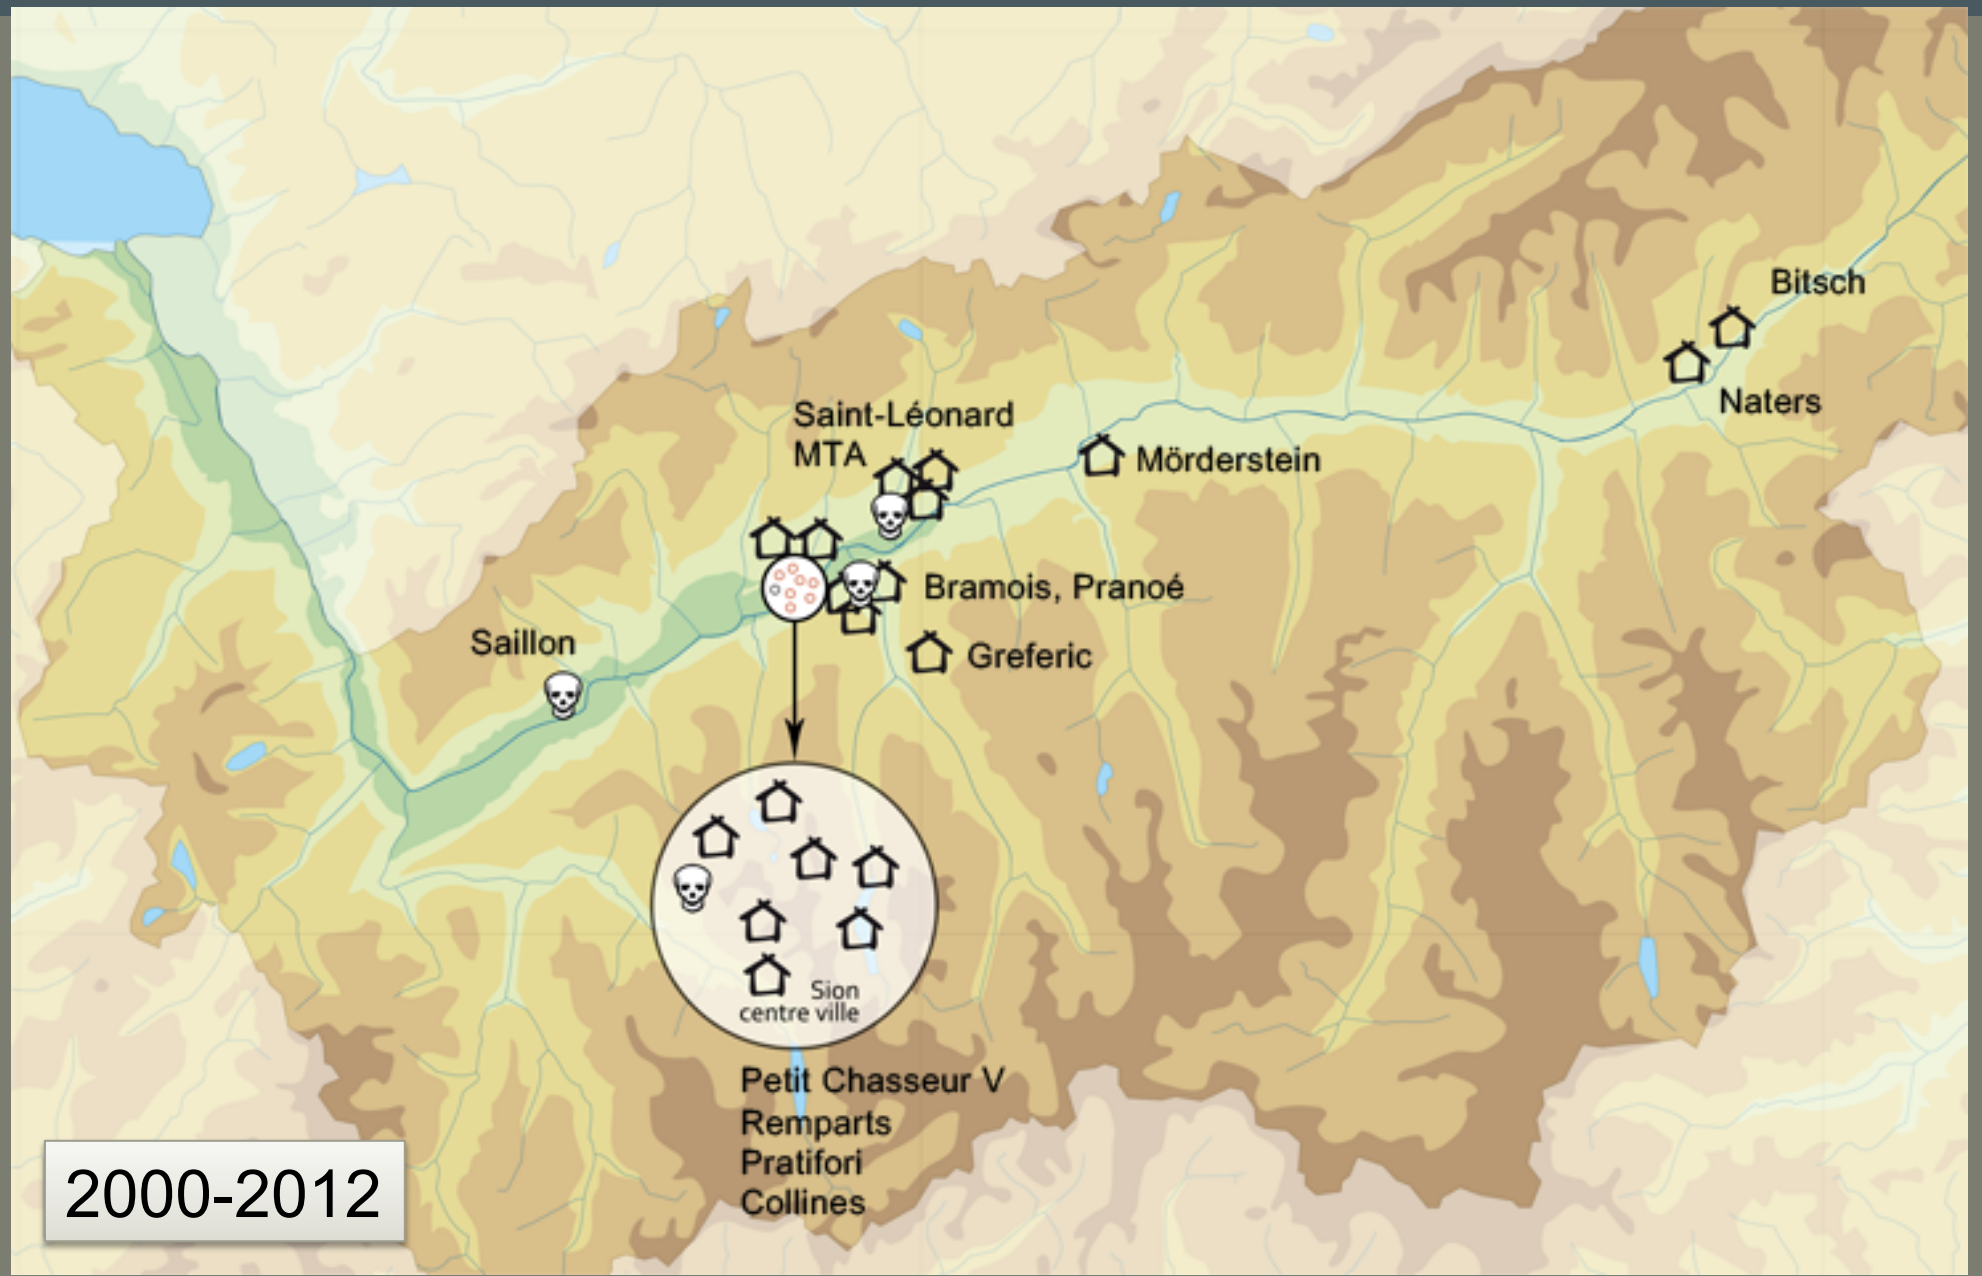 Bitsch
Naters
Saint-Léonard
MTA
Mörderstein
Bramois, Pranoé
Greferic
Saillon
Sion
centre ville
Petit Chasseur V
Remparts
Pratifori
Collines
2000-2012